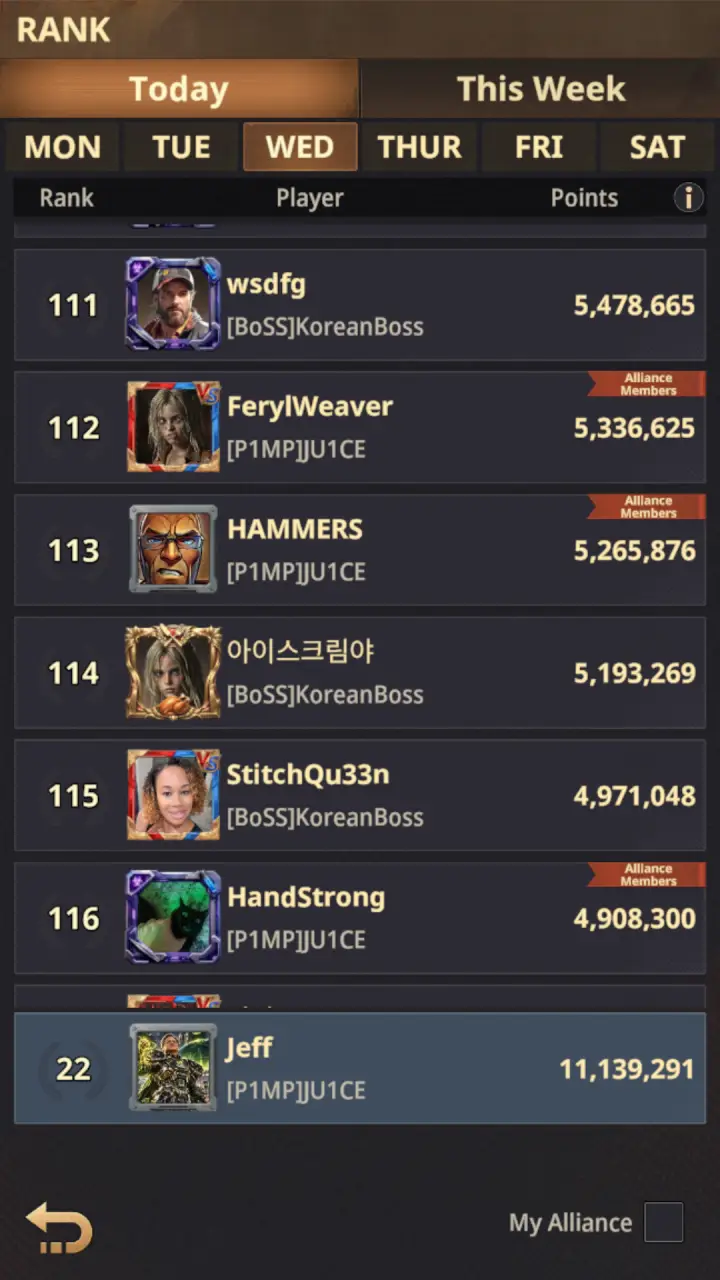 RANK
Today
This Week
MON
TUE
WED
THUR
FRI
SAT
Rank
Player
Points
111
wsdfg
[BoSS]KoreanBoss
5,478,665
Alliance
Members
112
FerylWeaver
[P1MP]JU1CE
5,336,625
Alliance
Members
113
HAMMERS
[P1MP]JU1CE
5,265,876
114
아이스크림야
[BoSS]KoreanBoss
5,193,269
115
StitchQu33n
[BoSS]KoreanBoss
4,971,048
Alliance
Members
116
HandStrong
[P1MP]JU1CE
4,908,300
22
Jeff
[P1MP]JU1CE
11,139,291
My Alliance